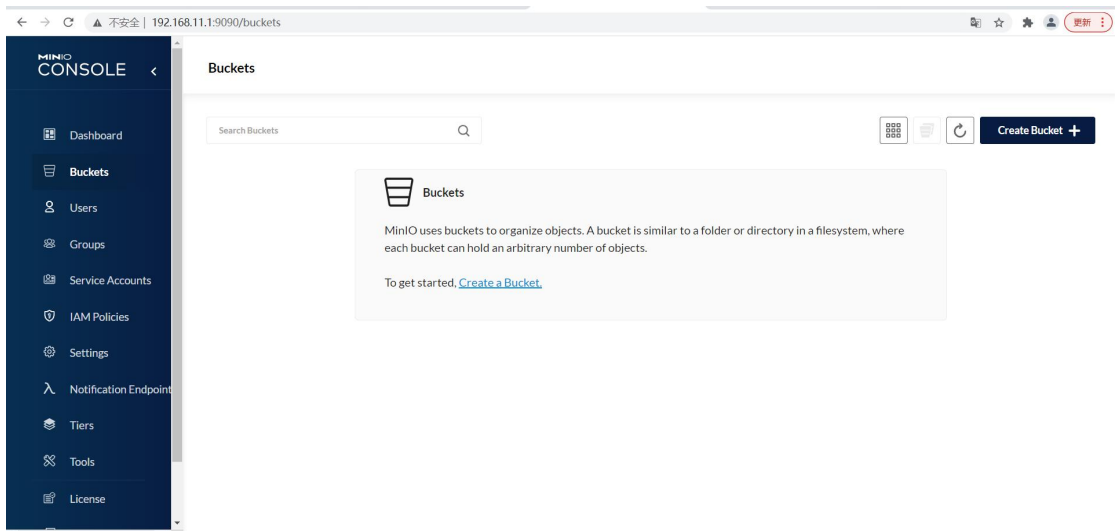 不安全 | 192.168.11.1:9090/buckets
更新
MINIO
CONSOLE
Buckets
Dashboard
Buckets
Users
Groups
Service Accounts
IAM Policies
Settings
Notification Endpoint
Tiers
Tools
License
Search Buckets
Create Bucket +
Buckets
MinIO uses buckets to organize objects. A bucket is similar to a folder or directory in a filesystem, where
each bucket can hold an arbitrary number of objects.
To get started, Create a Bucket.